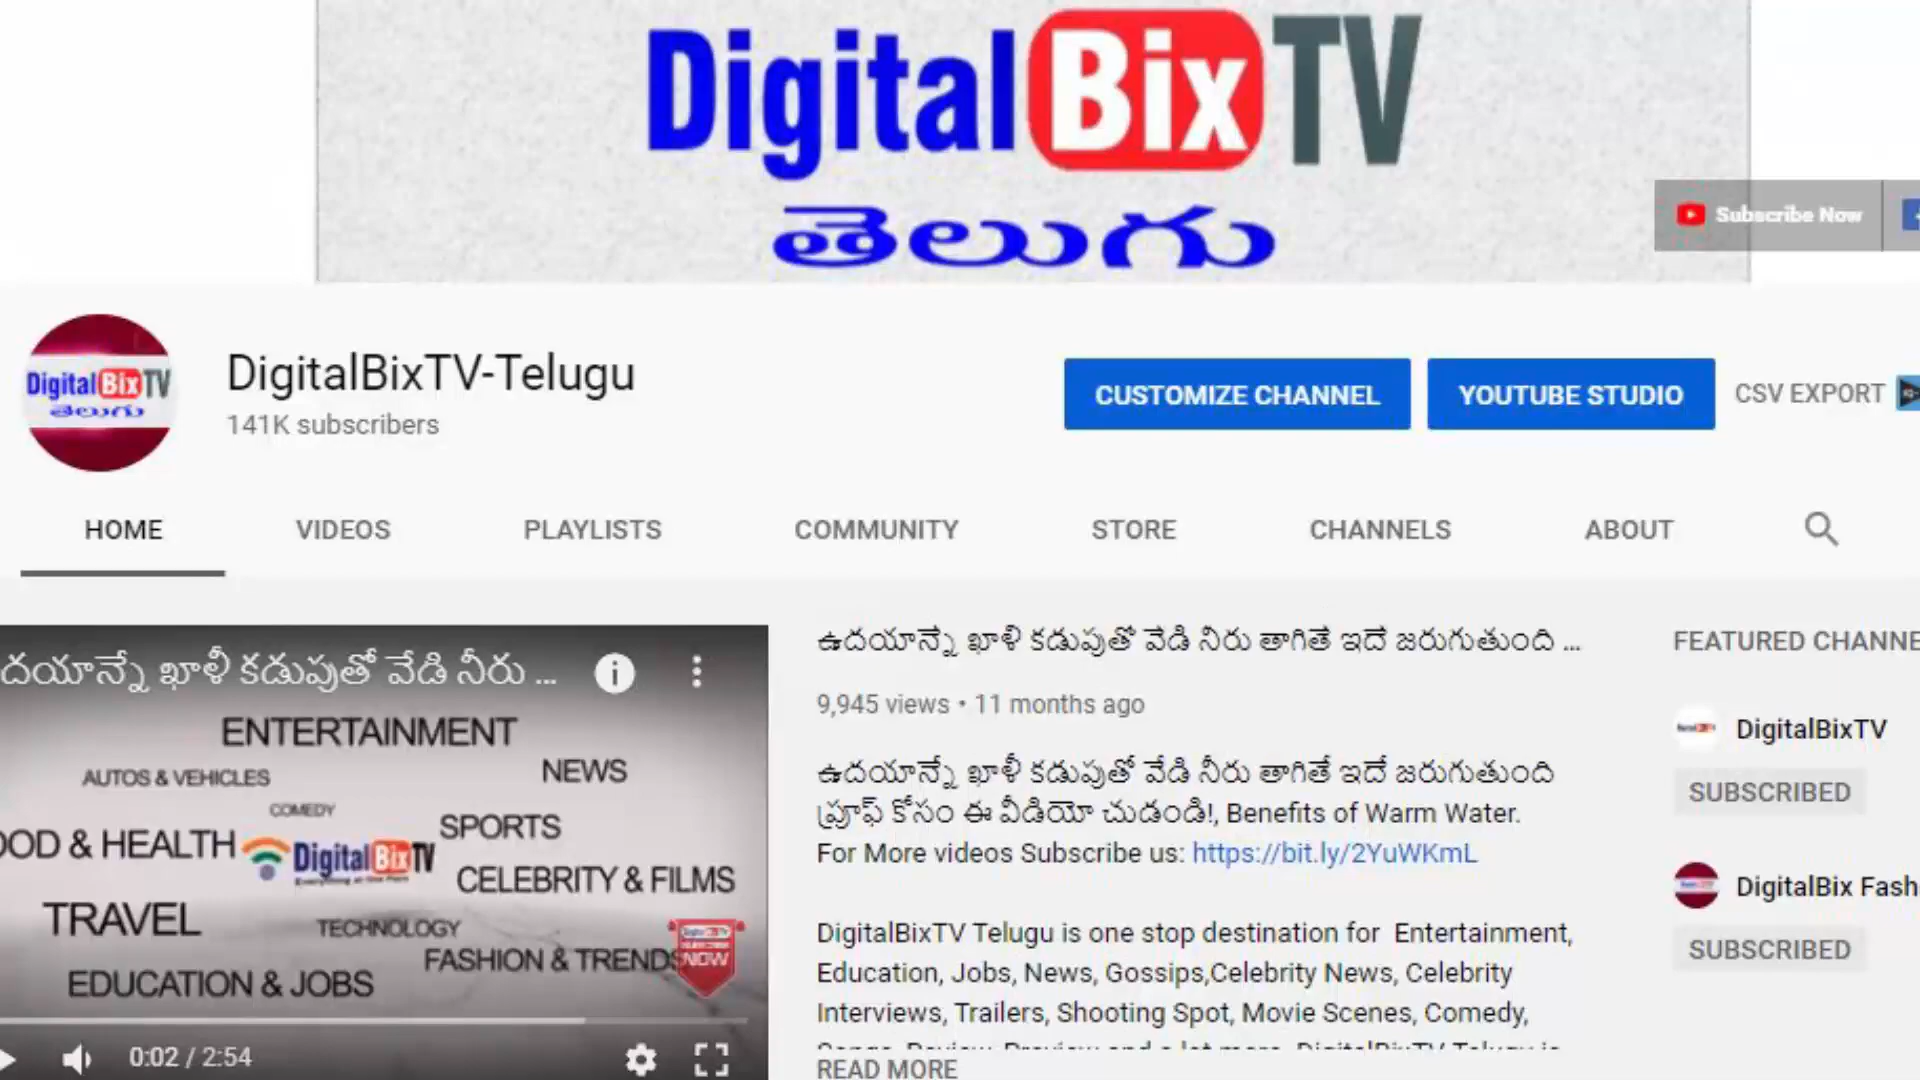 DigitalBixTV
తెలుగు
Subscribe Now
DigitalBixTV
తెలుగు
DigitalBixTV-Telugu
141K subscribers
CUSTOMIZE CHANNEL
YOUTUBE STUDIO
CSV EXPORT
HOME
VIDEOS
PLAYLISTS
COMMUNITY
STORE
CHANNELS
ABOUT
దయాన్నే ఖాళీ కడుపుతో వేడి నీరు ...
ENTERTAINMENT
NEWS
AUTOS & VEHICLES
COMEDY
SPORTS
OOD & HEALTH
DigitalBixTV
CELEBRITY & FILMS
TRAVEL
TECHNOLOGY
FASHION & TRENDS
NOW
EDUCATION & JOBS
0:02 / 2:54
ఉదయాన్నే ఖాళీ కడుపుతో వేడి నీరు తాగితే ఇదే జరుగుతుంది ...
9,945 views • 11 months ago
ఉదయాన్నే ఖాళీ కడుపుతో వేడి నీరు తాగితే ఇదే జరుగుతుంది
ప్రూఫ్ కోసం ఈ వీడియో చుడండి!, Benefits of Warm Water.
For More videos Subscribe us: https://bit.ly/2YuWKmL
DigitalBixTV Telugu is one stop destination for Entertainment,
Education, Jobs, News, Gossips,Celebrity News, Celebrity
Interviews, Trailers, Shooting Spot, Movie Scenes, Comedy,
READ MORE
FEATURED CHANNE
DigitalBixTV
SUBSCRIBED
DigitalBix Fash
SUBSCRIBED